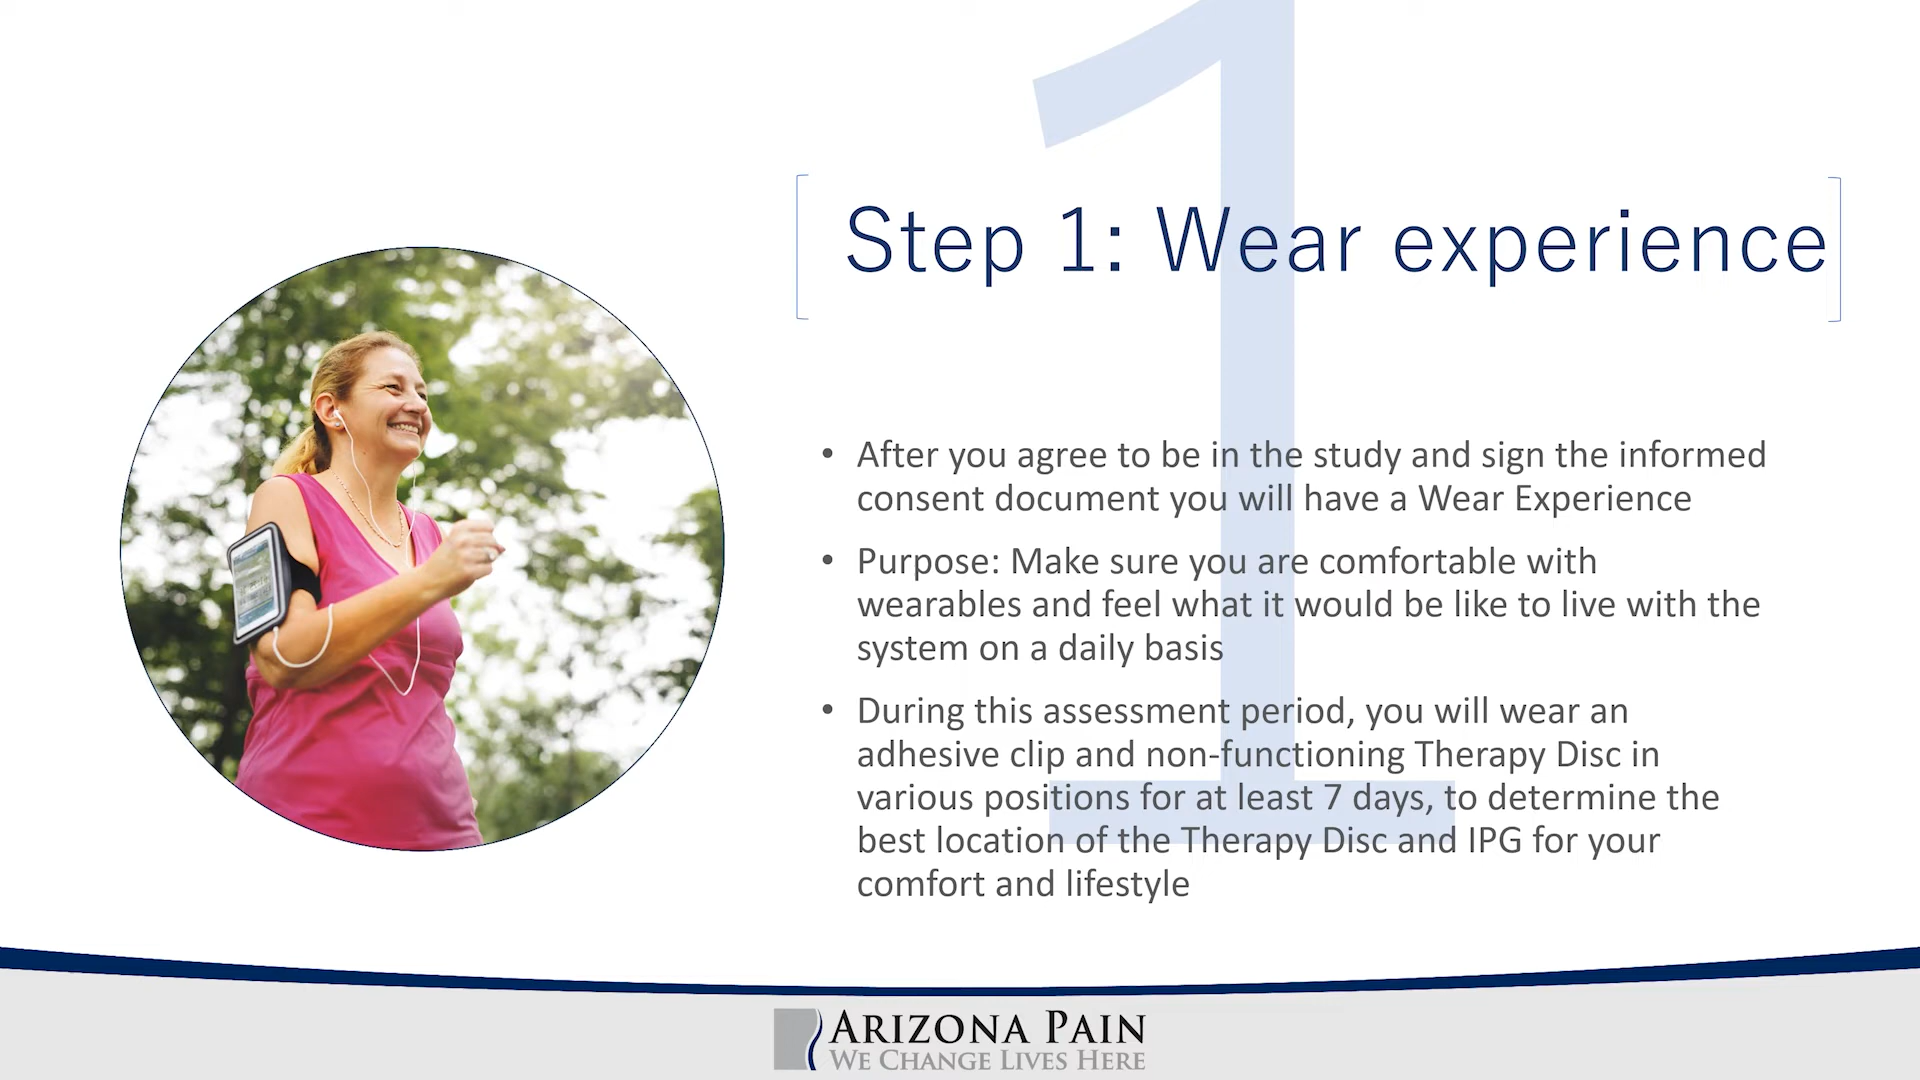 1
Step 1: Wear experience
• After you agree to be in the study and sign the informed
consent document you will have a Wear Experience
• Purpose: Make sure you are comfortable with
wearables and feel what it would be like to live with the
system on a daily basis
• During this assessment period, you will wear an
adhesive clip and non-functioning Therapy Disc in
various positions for at least 7 days, to determine the
best location of the Therapy Disc and IPG for your
comfort and lifestyle
ARIZONA PAIN
WE CHANGE LIVES HERE